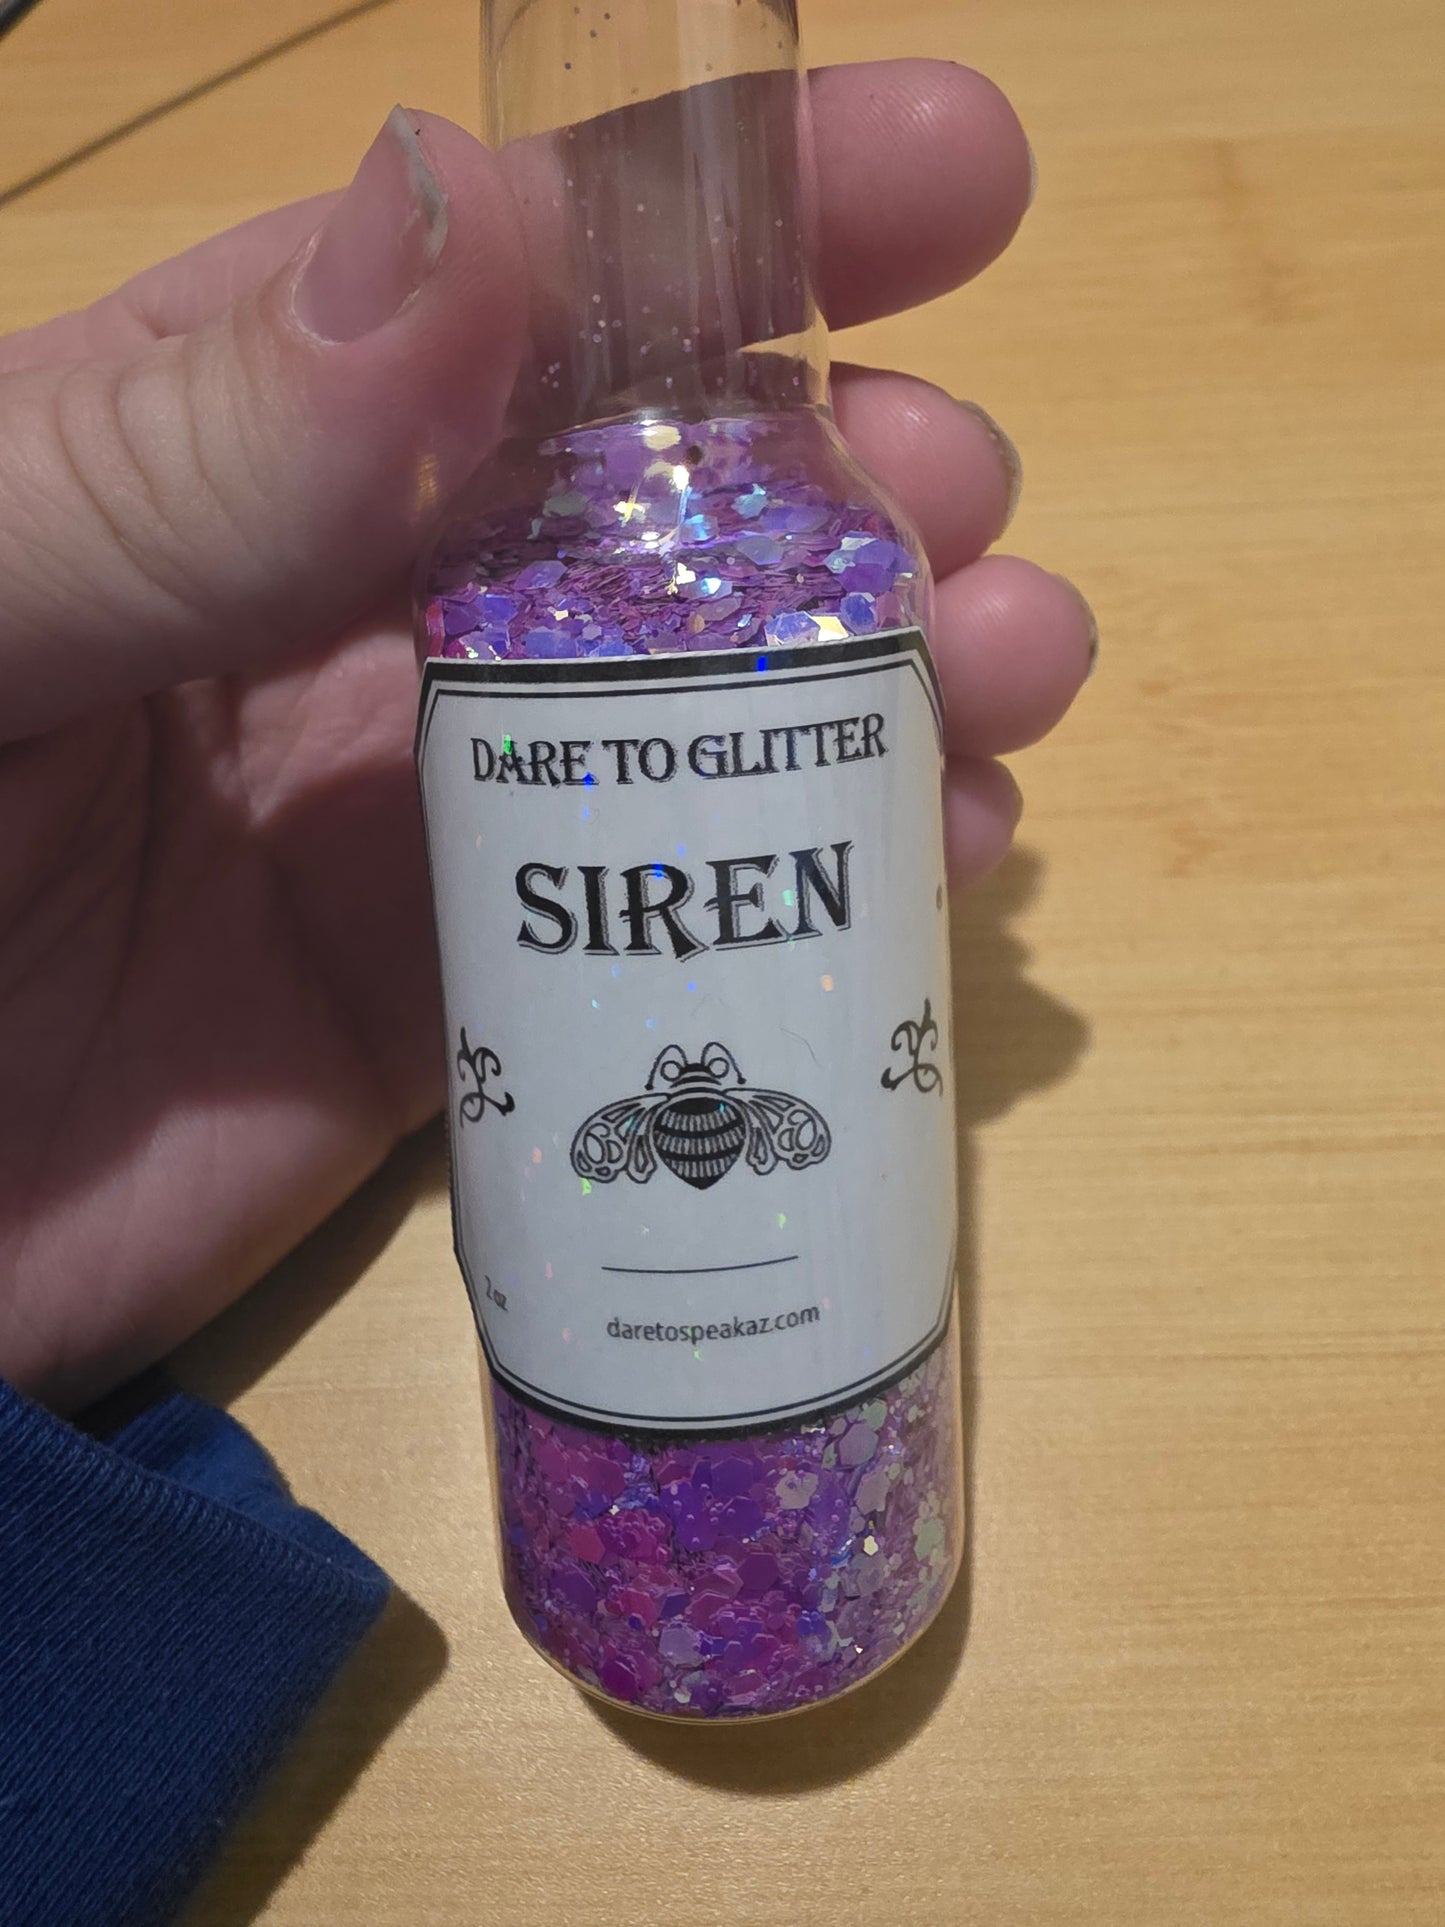 DARE TO GLITTER
SIREN
2 oz
daretospeakaz.com